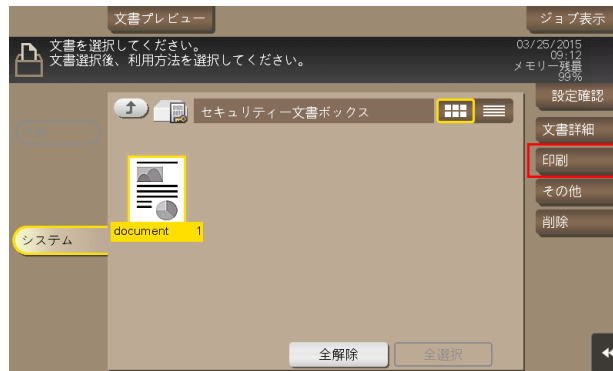 文書プレビュー
ジョブ表示
文書を選択してください。
文書選択後、利用方法を選択してください。
03/25/2015
09:12
メモリー残量
99%
設定確認
セキュリティー文書ボックス
文書詳細
印刷
その他
削除
document 1
システム
全解除
全選択